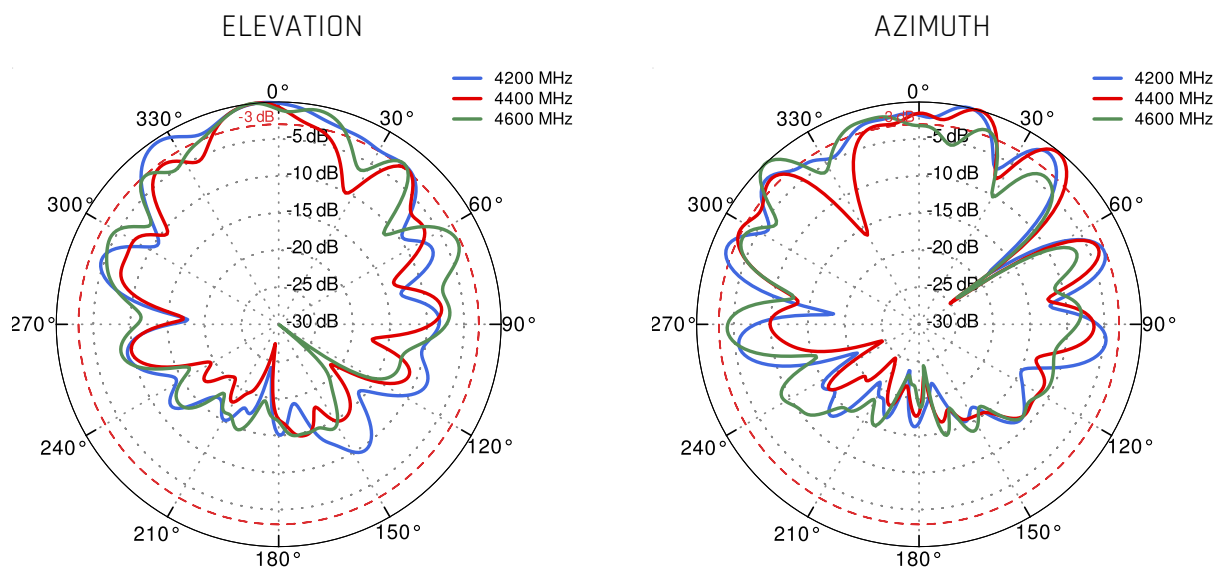 ELEVATION
4200 MHz
4400 MHz
4600 MHz
0°
30°
60°
90°
120°
150°
180°
210°
240°
270°
300°
330°
-3 dB
-5 dB
-10 dB
-15 dB
-20 dB
-25 dB
-30 dB
AZIMUTH
4200 MHz
4400 MHz
4600 MHz
0°
30°
60°
90°
120°
150°
180°
210°
240°
270°
300°
330°
-3 dB
-5 dB
-10 dB
-15 dB
-20 dB
-25 dB
-30 dB